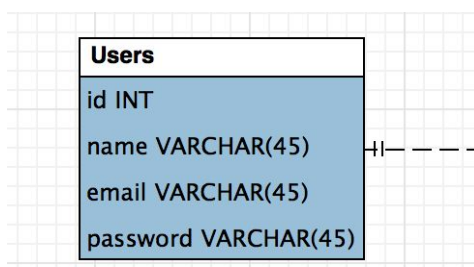 Users
id INT
name VARCHAR(45)
email VARCHAR(45)
password VARCHAR(45)